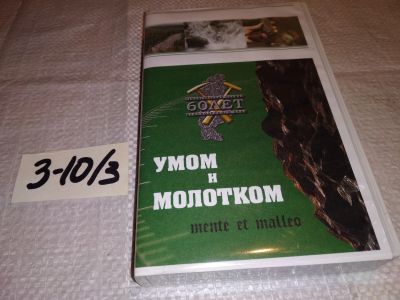 60 ЛЕТ
УМОМ
и
МОЛОТКОМ
mente et malleo
3-10/3